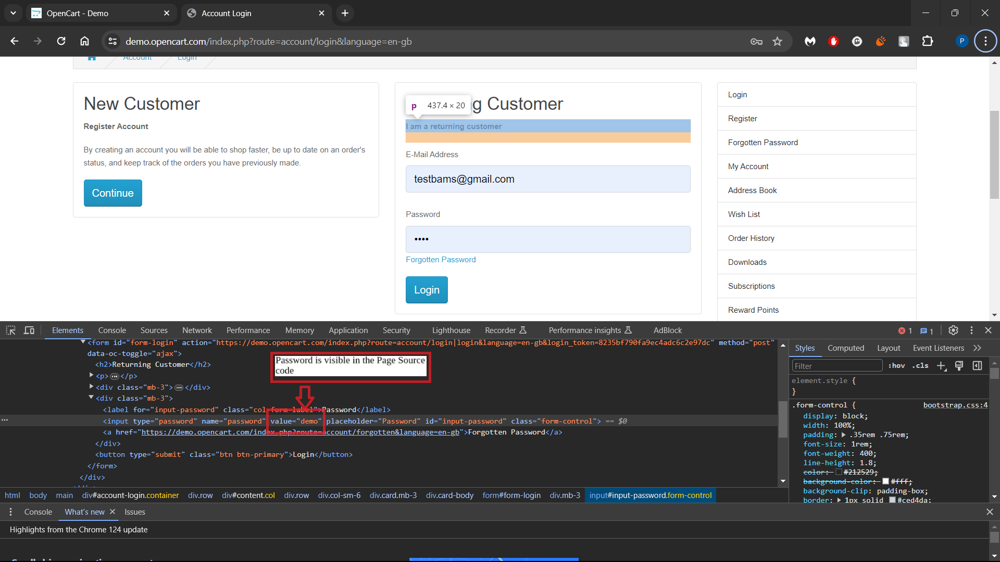 OpenCart - Demo
Account Login
demo.opencart.com/index.php?route=account/login&language=en-gb
P
Account
Login
New Customer
Register Account
By creating an account you will be able to shop faster, be up to date on an order's
status, and keep track of the orders you have previously made.
Continue
g Customer
p 437.4 × 20
I am a returning customer
E-Mail Address
testbams@gmail.com
Password
••••
Forgotten Password
Login
Login
Register
Forgotten Password
My Account
Address Book
Wish List
Order History
Downloads
Subscriptions
Reward Points
Elements Console Sources Network Performance Memory Application Security Lighthouse Recorder Performance insights AdBlock 1 1
<form id="form-login" action="https://demo.opencart.com/index.php?route=account/login|login&language=en-gb&login_token=8235bf790fa9ec4adc6c2e97dc" method="post"
data-oc-toggle="ajax">
<h2>Returning Customer</h2>
<p>…</p>
<div class="mb-3">…</div>
<div class="mb-3">
<label for="input-password" class="col-form-label">Password</label>
<input type="password" name="password" value="demo" placeholder="Password" id="input-password" class="form-control"> == $0
<a href="https://demo.opencart.com/index.php?route=account/forgotten&language=en-gb">Forgotten Password</a>
</div>
<button type="submit" class="btn btn-primary">Login</button>
</form>
</div>
Password is visible in the Page Source
code
html body main div#account-login.container div.row div#content.col div.row div.col-sm-6 div.card.mb-3 div.card-body form#form-login div.mb-3 input#input-password.form-control
Styles Computed Layout Event Listeners
Filter :hov .cls
element.style {
}
.form-control { bootstrap.css:4
display: block;
width: 100%;
padding: .35rem .75rem;
font-size: 1rem;
font-weight: 400;
line-height: 1.8;
color: #212529;
background-color: #fff;
background-clip: padding-box;
border: 1px solid #ced4da;
Console What's new Issues
Highlights from the Chrome 124 update